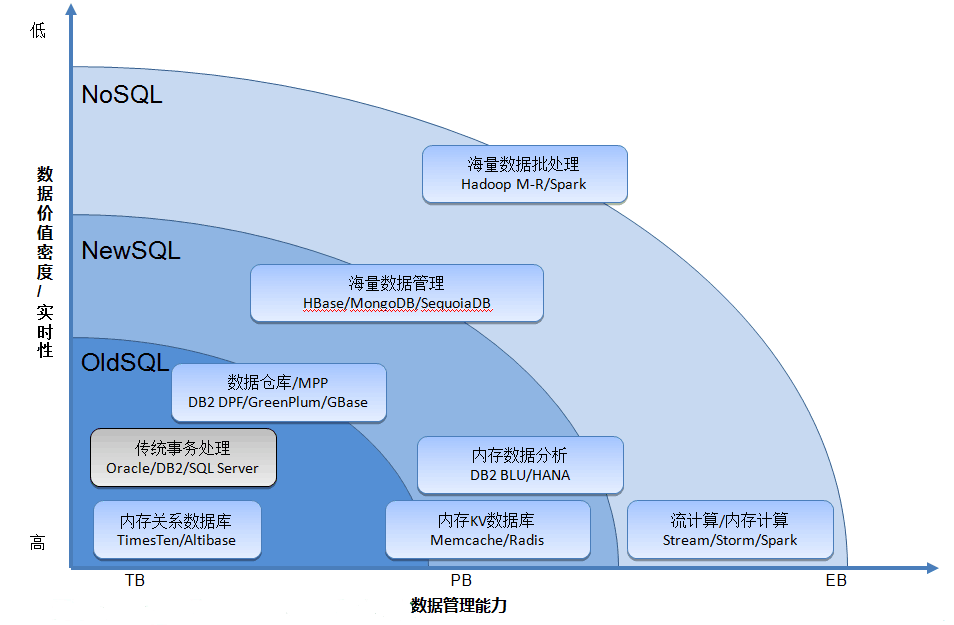 低
NoSQL
海量数据批处理
Hadoop M-R/Spark
数据价值密度/实时性
NewSQL
海量数据管理
HBase/MongoDB/SequoiaDB
OldSQL
数据仓库/MPP
DB2 DPF/GreenPlum/GBase
传统事务处理
Oracle/DB2/SQL Server
内存数据分析
DB2 BLU/HANA
内存关系数据库
TimesTen/Altibase
内存KV数据库
Memcache/Radis
流计算/内存计算
Stream/Storm/Spark
高
TB
PB
EB
数据管理能力